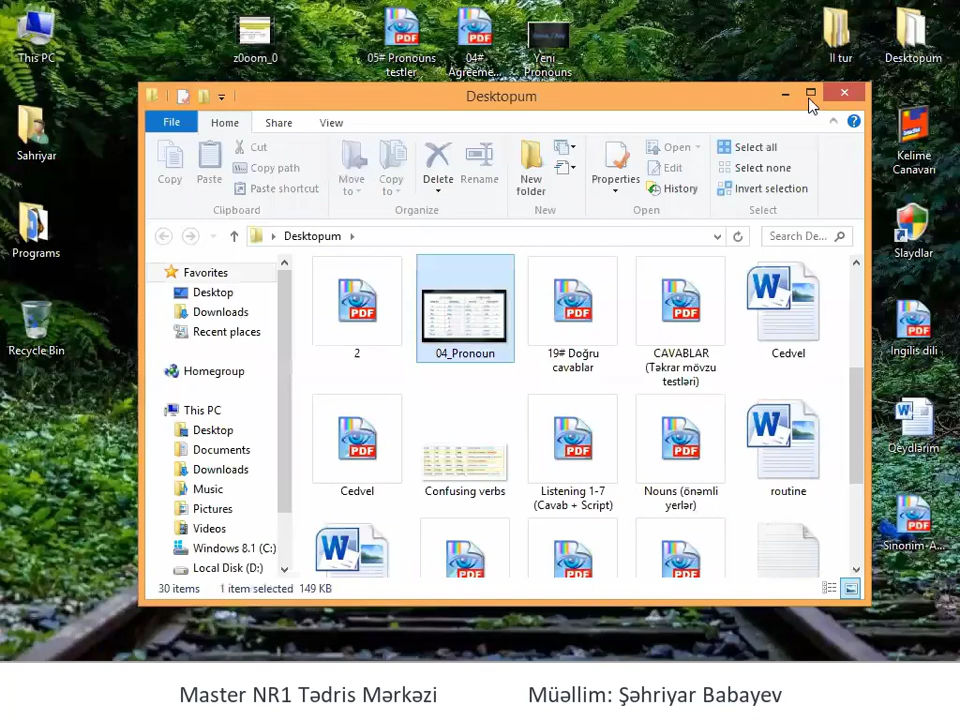 This PC
z0oom_0
05# Pronouns
testler
04#
Agreeme...
Yeni_
Pronouns
II tur
Desktopum
Sahriyar
Programs
Recycle Bin
Kelime
Canavari
Slaydlar
Ingilis dili
Qeydlərim
Sinonim-A...
Desktopum
File
Home
Share
View
Copy
Paste
Cut
Copy path
Paste shortcut
Clipboard
Move
to
Copy
to
Delete
Rename
Organize
New
folder
New
Properties
Open
Edit
History
Open
Select all
Select none
Invert selection
Select
Desktopum
Search De...
Favorites
Desktop
Downloads
Recent places
Homegroup
This PC
Desktop
Documents
Downloads
Music
Pictures
Videos
Windows 8.1 (C:)
Local Disk (D:)
2
04_Pronoun
19# Doğru
cavablar
CAVABLAR
(Təkrar mövzu
testləri)
Cedvel
Cedvel
Confusing verbs
Listening 1-7
(Cavab + Script)
Nouns (önəmli
yerlər)
routine
30 items
1 item selected 149 KB
Master NR1 Tədris Mərkəzi
Müəllim: Şəhriyar Babayev